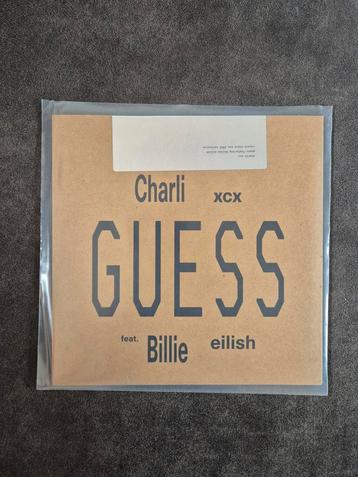 Charli xcx
GUESS
feat. Billie eilish